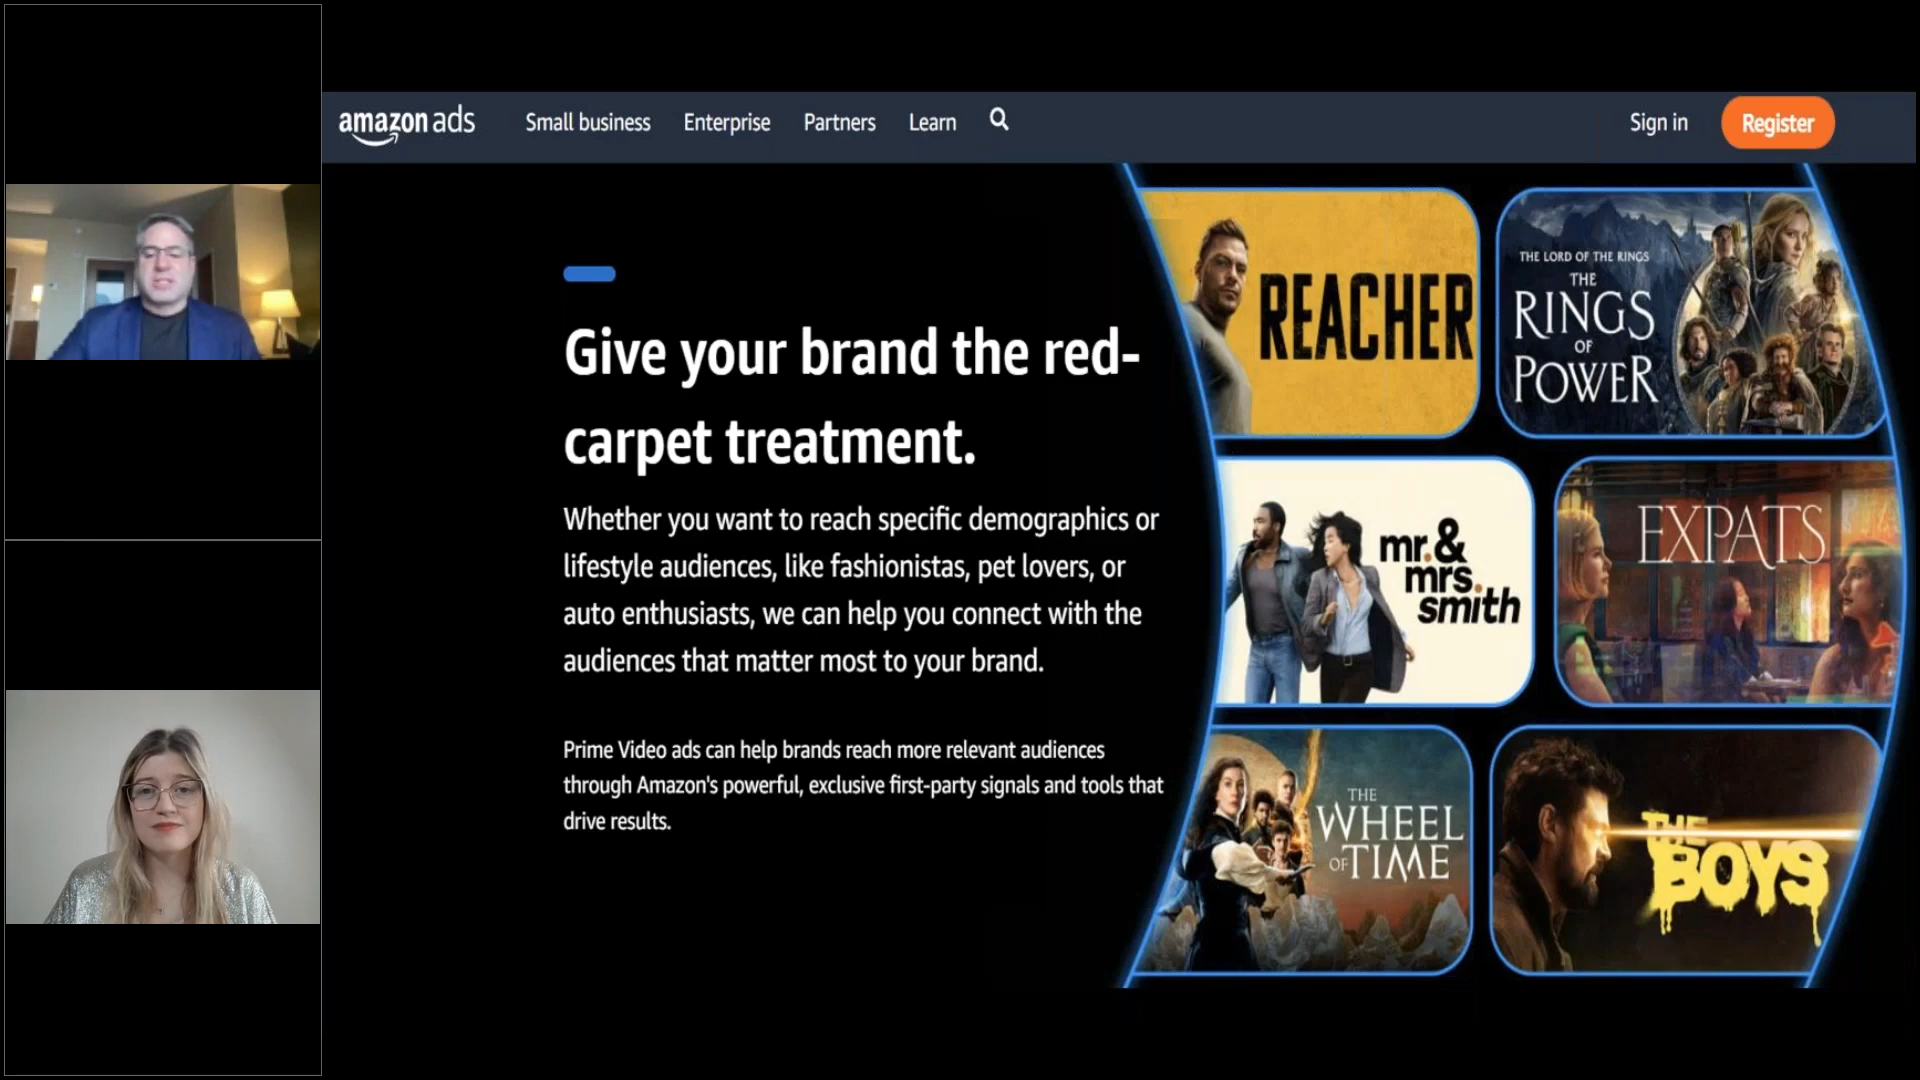 amazon ads
Small business
Enterprise
Partners
Learn
Sign in
Register
Give your brand the red-
carpet treatment.
Whether you want to reach specific demographics or
lifestyle audiences, like fashionistas, pet lovers, or
auto enthusiasts, we can help you connect with the
audiences that matter most to your brand.
Prime Video ads can help brands reach more relevant audiences
through Amazon's powerful, exclusive first-party signals and tools that
drive results.
REACHER
THE LORD OF THE RINGS
THE
RINGS
OF
POWER
mr. &
mrs.
smith
EXPATS
THE
WHEEL
OF TIME
THE
BOYS